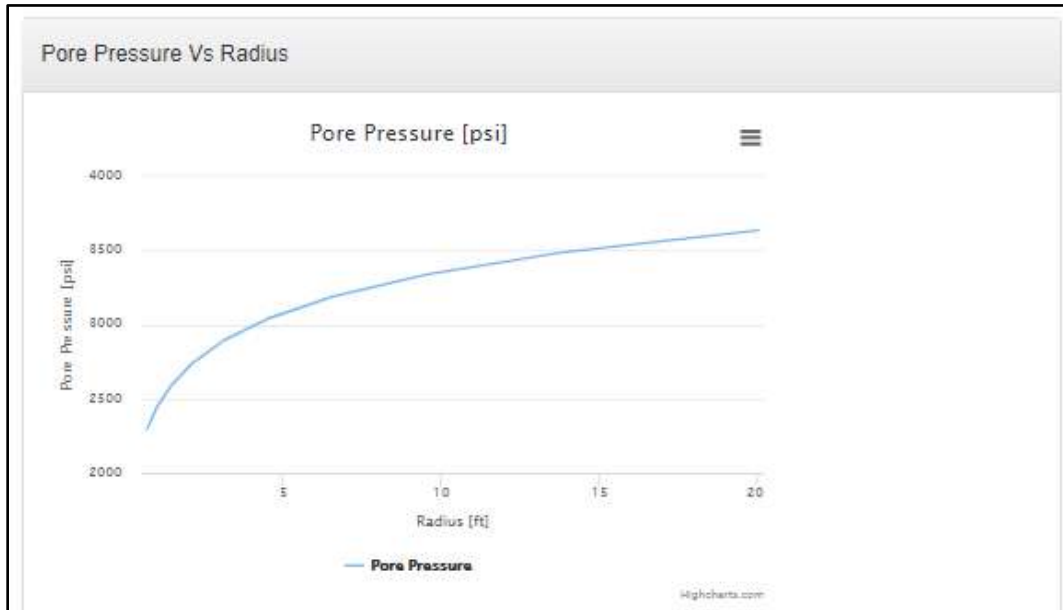 Pore Pressure Vs Radius
Pore Pressure [psi]
4000
3500
3000
2500
2000
Pore Pressure [psi]
5 10 15 20
Radius [ft]
Pore Pressure
Highcharts.com